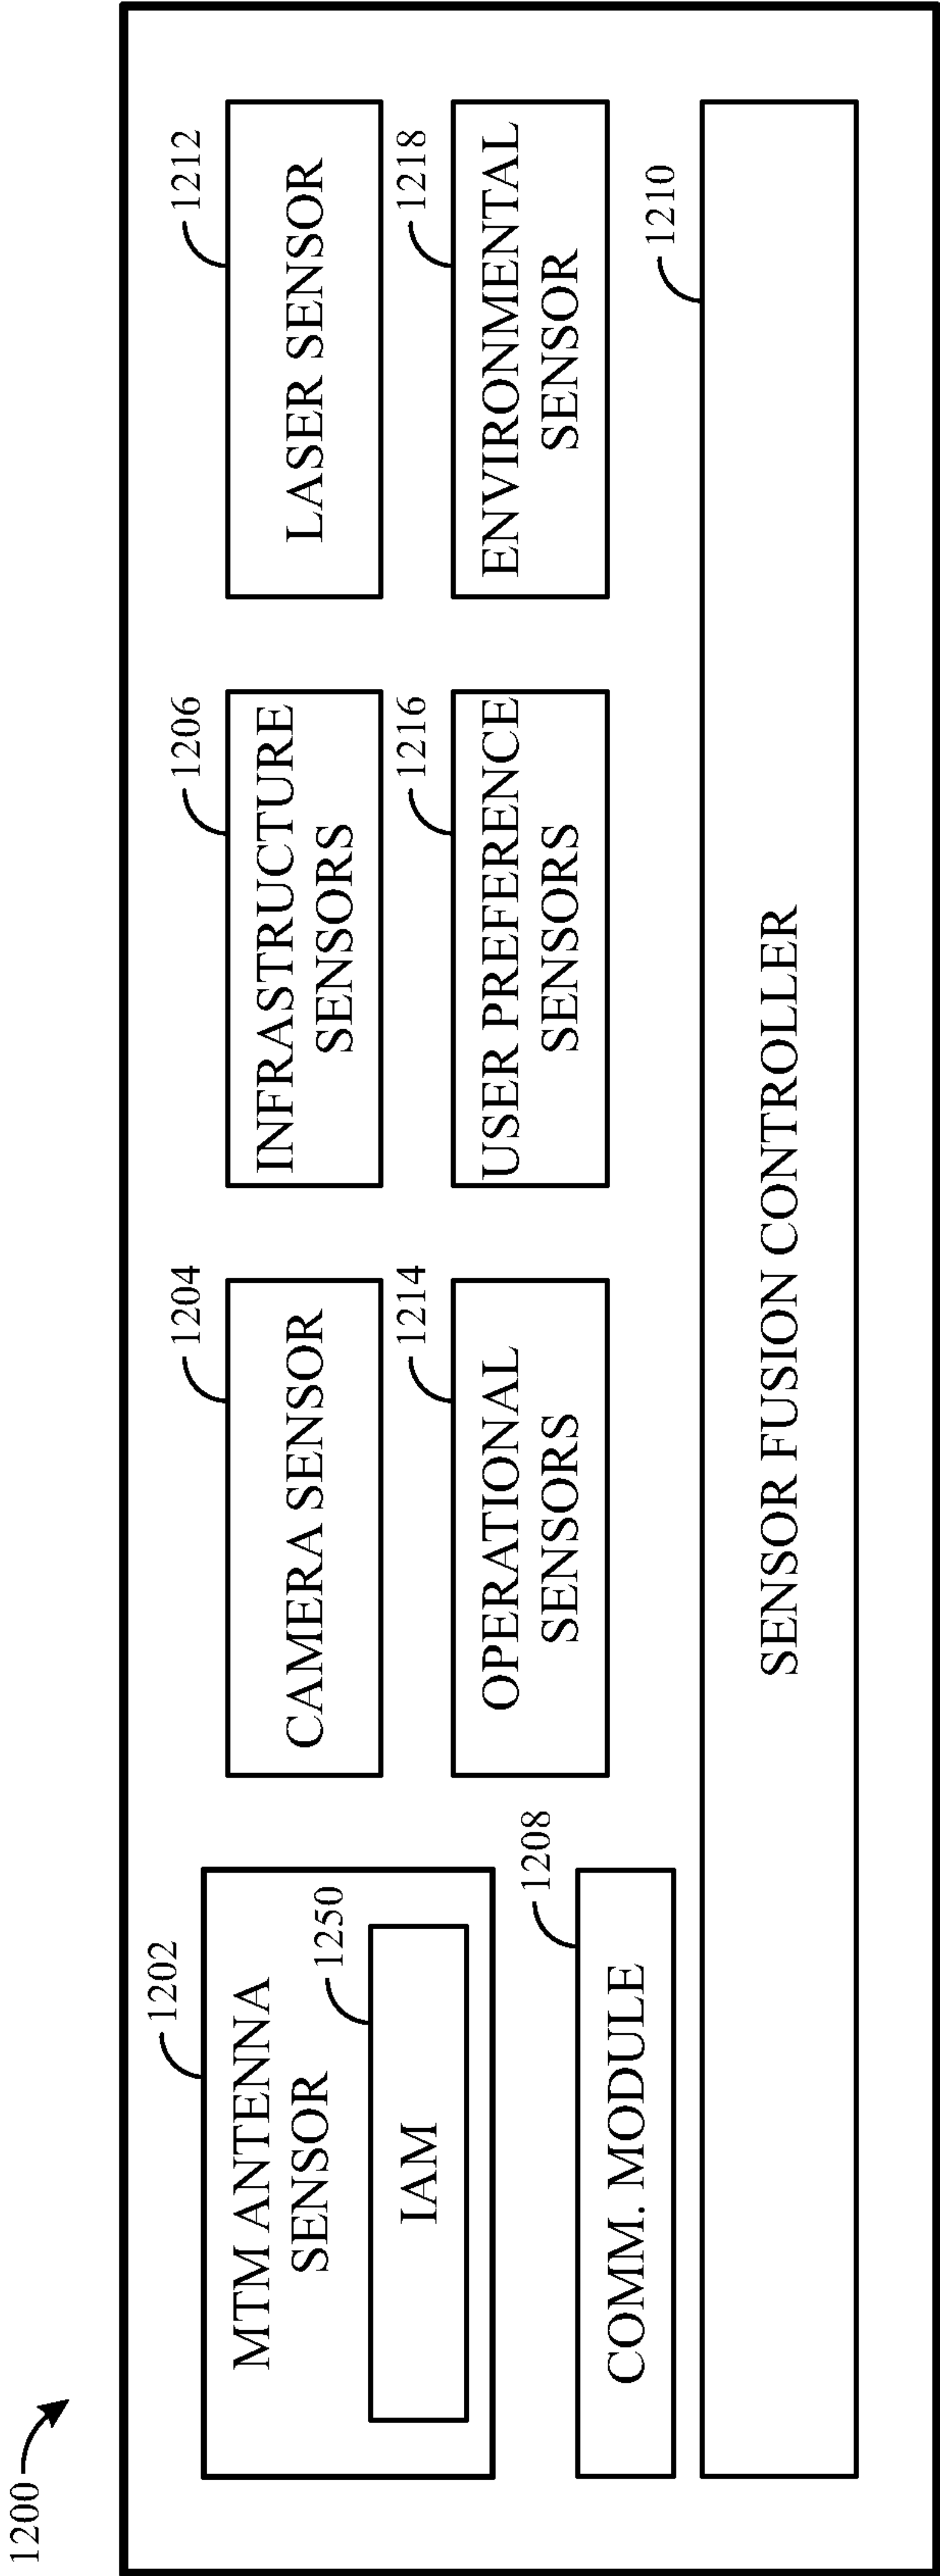 1200
1202
MTM ANTENNA
SENSOR
1250
IAM
1204
CAMERA SENSOR
1206
INFRASTRUCTURE
SENSORS
1212
LASER SENSOR
1208
COMM. MODULE
1214
OPERATIONAL
SENSORS
1216
USER PREFERENCE
SENSORS
1218
ENVIRONMENTAL
SENSOR
1210
SENSOR FUSION CONTROLLER